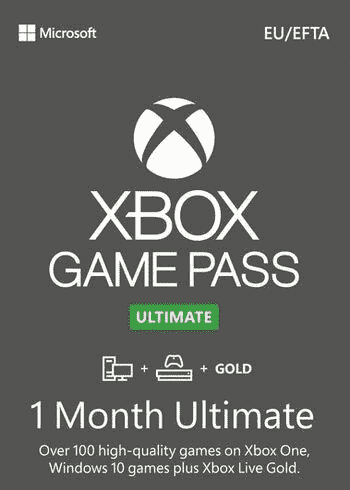 Microsoft
EU/EFTA
XBOX
GAME PASS
ULTIMATE
+ + GOLD
1 Month Ultimate
Over 100 high-quality games on Xbox One,
Windows 10 games plus Xbox Live Gold.